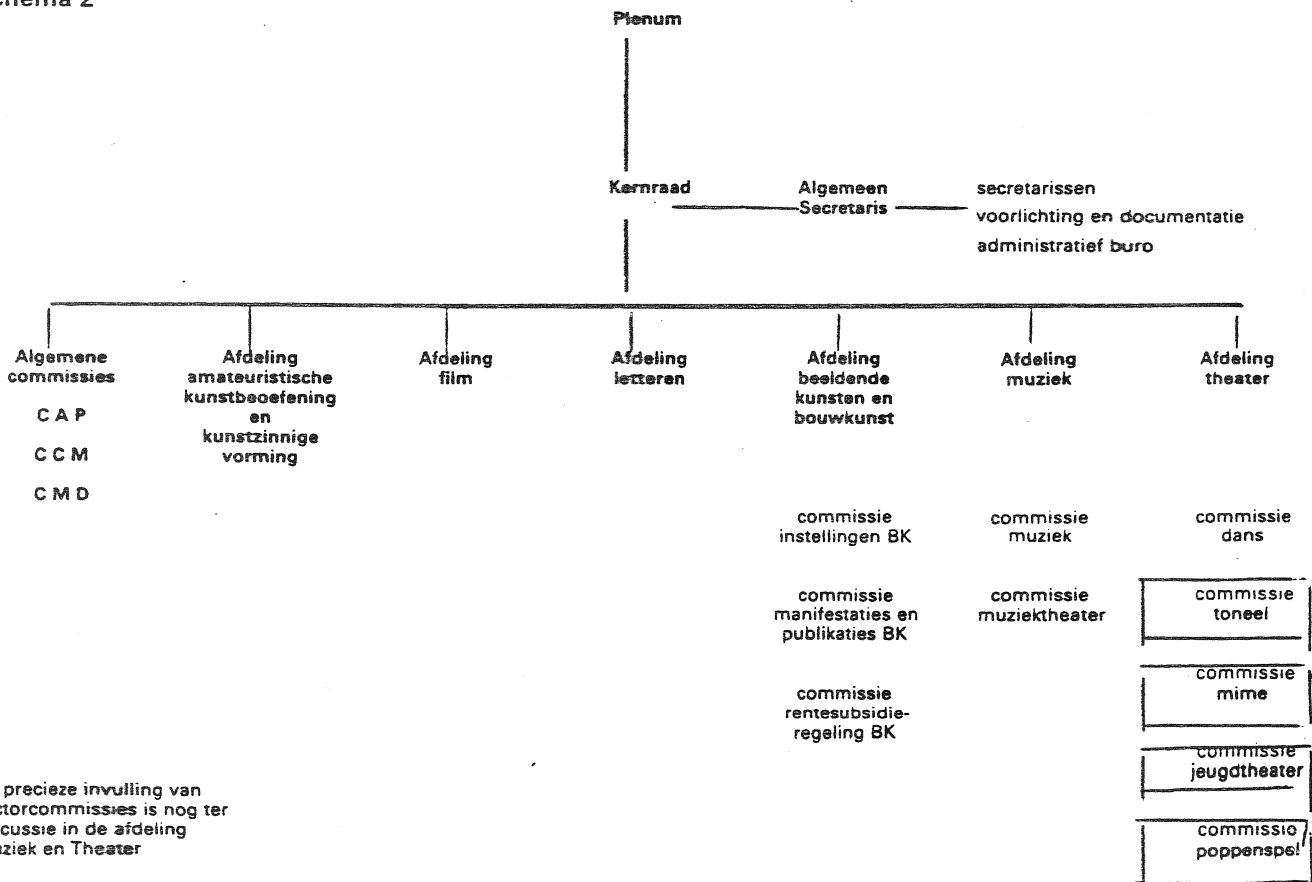 hema 2
Plenum
Kernraad
Algemeen
Secretaris
secretarissen
voorlichting en documentatie
administratief buro
Algemene
commissies
C A P
C C M
C M D
Afdeling
amateuristische
kunstbeoefening
en
kunstzinnige
vorming
Afdeling
film
Afdeling
letteren
Afdeling
beeldende
kunsten en
bouwkunst
Afdeling
muziek
Afdeling
theater
commissie
instellingen BK
commissie
manifestaties en
publikaties BK
commissie
rentesubsidie-
regeling BK
commissie
muziek
commissie
muziektheater
commissie
dans
commissie
toneel
commissie
mime
commissie
jeugdtheater
commissie
poppenspel
precieze invulling van
ctorcommissies is nog ter
cussie in de afdeling
ziek en Theater